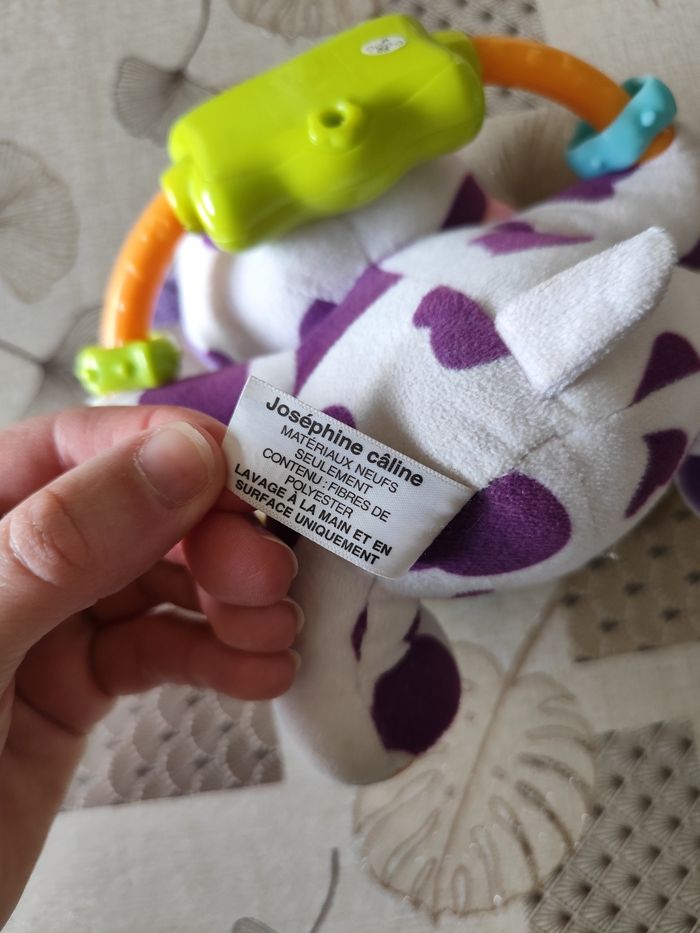 Joséphine câline
MATÉRIAUX NEUFS
SEULEMENT
CONTENU : FIBRES DE
POLYESTER
LAVAGE À LA MAIN ET EN
SURFACE UNIQUEMENT